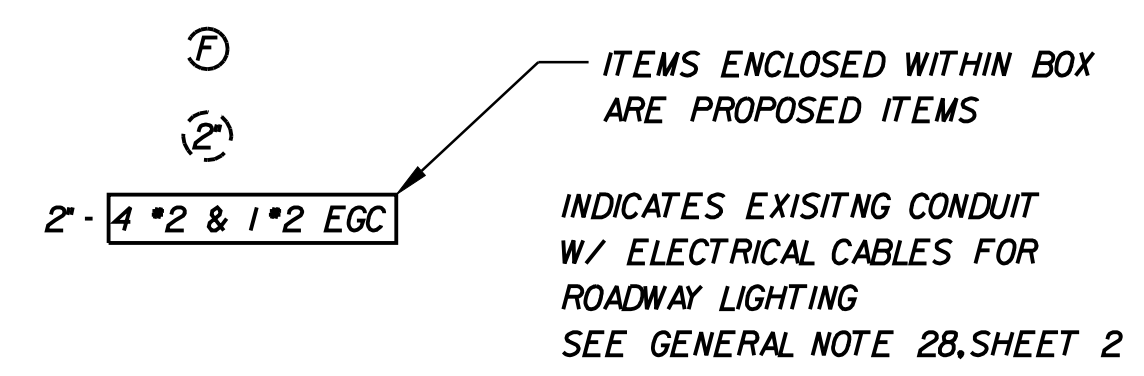 F
ITEMS ENCLOSED WITHIN BOX
ARE PROPOSED ITEMS
2"
2" - 4 #2 & 1 #2 EGC
INDICATES EXISITNG CONDUIT
W/ ELECTRICAL CABLES FOR
ROADWAY LIGHTING
SEE GENERAL NOTE 28, SHEET 2